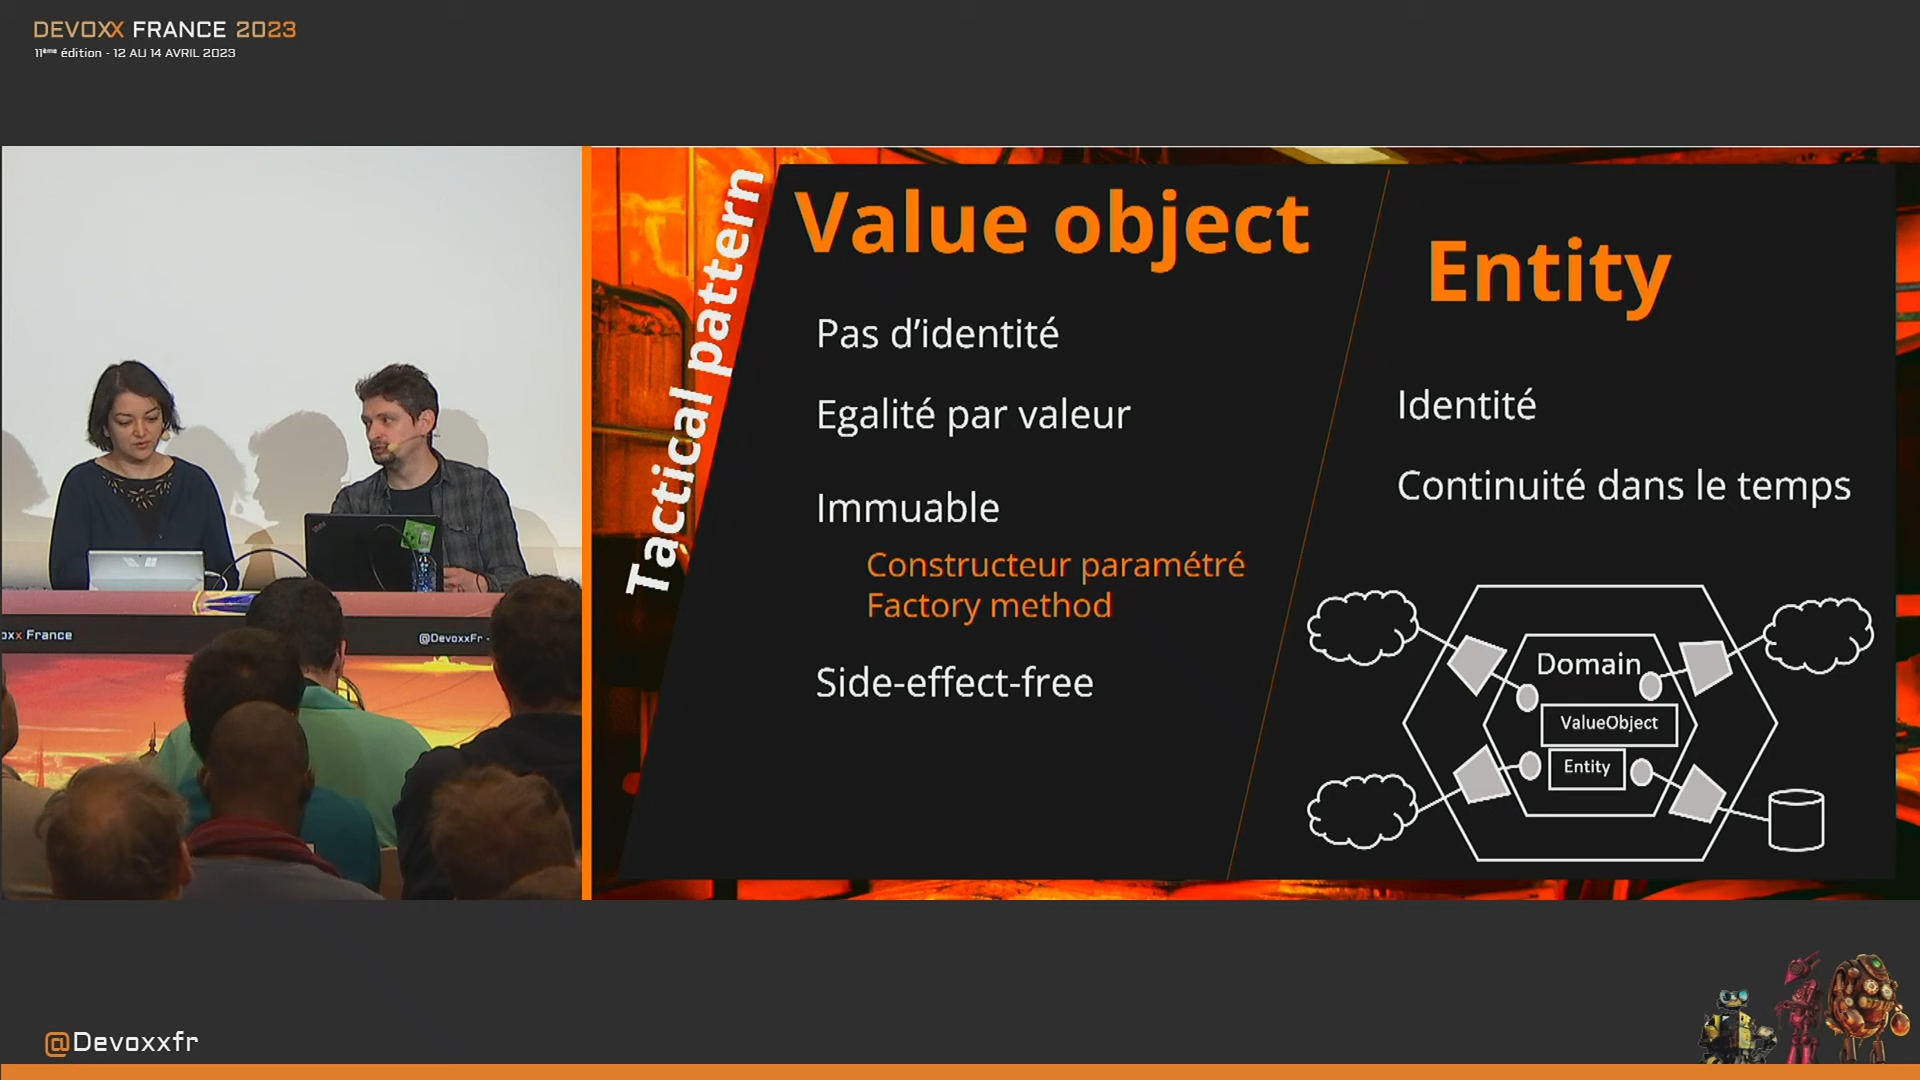 DEVOXX FRANCE 2023
11ème édition - 12 AU 14 AVRIL 2023
Tactical pattern
Value object
Pas d’identité
Egalité par valeur
Immuable
Constructeur paramétré
Factory method
Side-effect-free
Entity
Identité
Continuité dans le temps
Domain
ValueObject
Entity
oxx France
@DevoxxFr -
@Devoxxfr